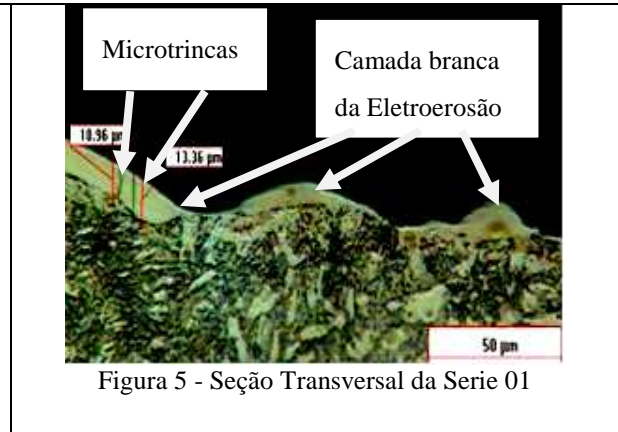 Microtrincas
Camada branca
da Eletroerosão
18.96 µm
13.36 µm
50 µm
Figura 5 - Seção Transversal da Serie 01